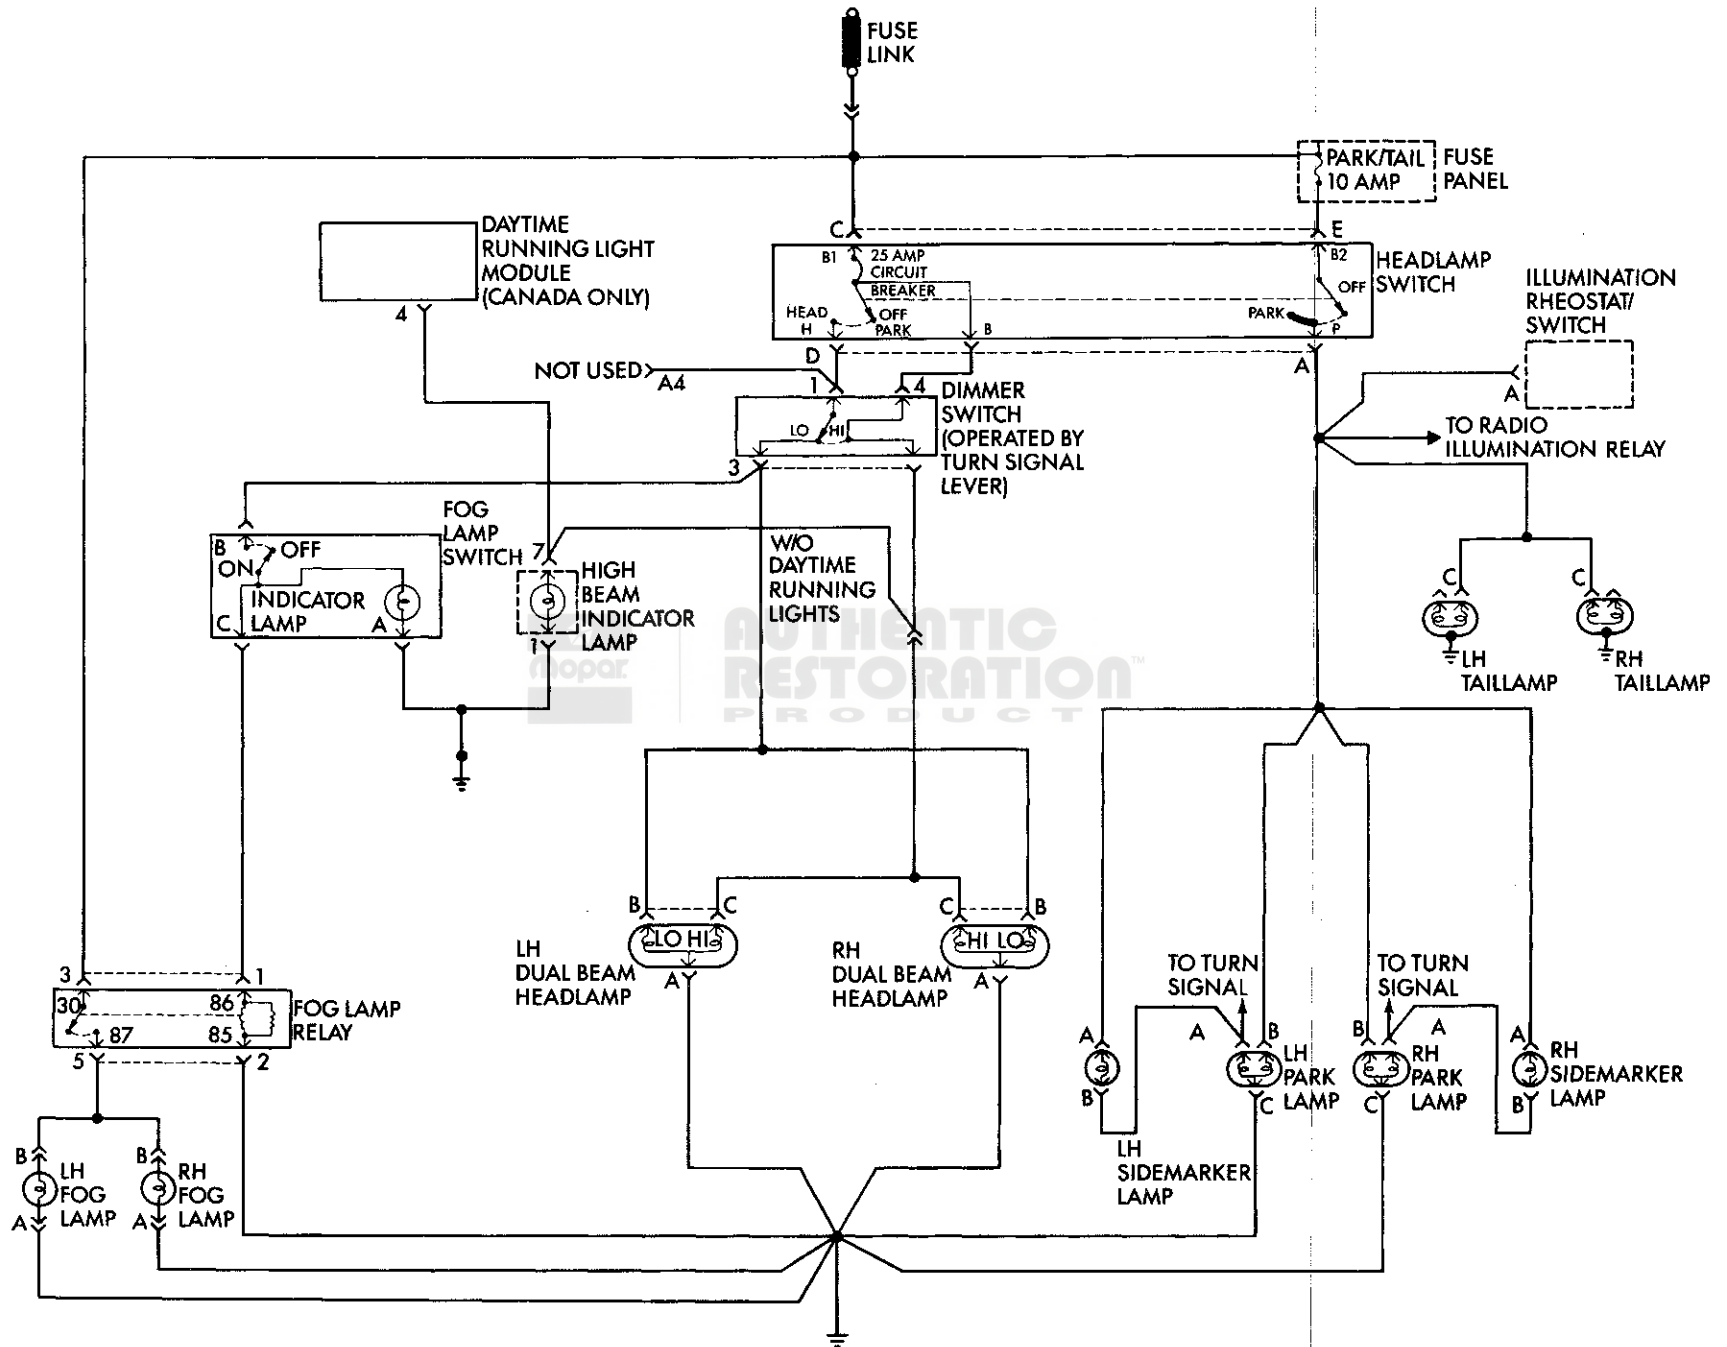 FUSE
LINK
PARK/TAIL
10 AMP
FUSE
PANEL
DAYTIME
RUNNING LIGHT
MODULE
(CANADA ONLY)
4
C
E
B1
25 AMP
CIRCUIT
BREAKER
B2
OFF
HEAD
H
OFF
PARK
B
PARK
P
HEADLAMP
SWITCH
ILLUMINATION
RHEOSTAT/
SWITCH
A
D
A
NOT USED
A4
1
4
DIMMER
SWITCH
(OPERATED BY
TURN SIGNAL
LEVER)
LO
HI
3
TO RADIO
ILLUMINATION RELAY
FOG
LAMP
SWITCH
B
OFF
ON
INDICATOR
LAMP
C
A
7
HIGH
BEAM
INDICATOR
LAMP
1
W/O
DAYTIME
RUNNING
LIGHTS
Mopar.
AUTHENTIC
RESTORATION™
PRODUCT
C
LH
TAILLAMP
C
RH
TAILLAMP
B
C
LO HI
A
LH
DUAL BEAM
HEADLAMP
C
B
HI LO
A
RH
DUAL BEAM
HEADLAMP
3
1
30
86
87
85
FOG LAMP
RELAY
5
2
B
LH
FOG
LAMP
A
B
RH
FOG
LAMP
A
TO TURN
SIGNAL
TO TURN
SIGNAL
A
B
LH
SIDEMARKER
LAMP
A
B
LH
PARK
LAMP
C
B
A
RH
PARK
LAMP
C
A
RH
SIDEMARKER
LAMP
B